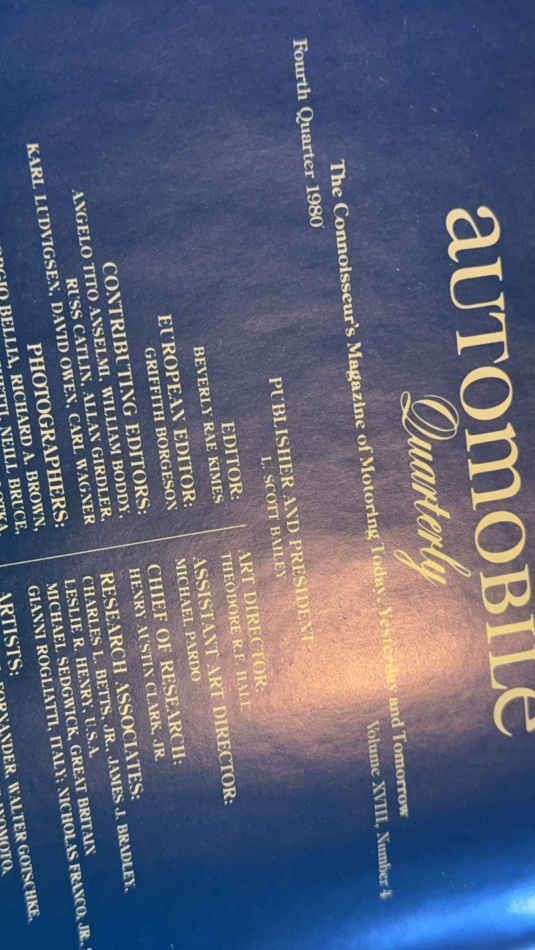 aUTOMOBILE
Quarterly
The Connoisseur's Magazine of Motoring Today, Yesterday and Tomorrow
Fourth Quarter 1980
Volume XVIII, Number 4
PUBLISHER AND PRESIDENT
L. SCOTT BAILEY
EDITOR:
BEVERLY RAE KIMES
EUROPEAN EDITOR:
GRIFFITH BORGESON
CONTRIBUTING EDITORS:
ANGELO TITO ANSELMI, WILLIAM BODDY,
RUSS CATLIN, ALLAN GIRDLER,
KARL LUDVIGSEN, DAVID OWEN, CARL WAGNER
PHOTOGRAPHERS:
BELLIA, RICHARD A. BROWN,
NEILL BRUCE,
ART DIRECTOR:
THEODORE R.F. HALL
ASSISTANT ART DIRECTOR:
MICHAEL PARDO
CHIEF OF RESEARCH:
HENRY AUSTIN CLARK, JR.
RESEARCH ASSOCIATES:
CHARLES L. BETTS, JR., JAMES J. BRADLEY,
LESLIE R. HENRY, U.S.A.
MICHAEL SEDGWICK, GREAT BRITAIN
GIANNI ROGLIATTI, ITALY; NICHOLAS FRANCO, JR.,
ARTISTS:
WALTER GOTSCHKE,